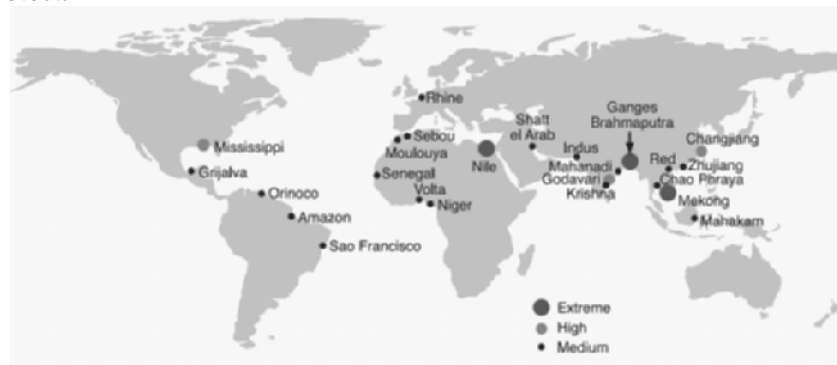 Rhine
Ganges
Brahmaputra
Shatt
el Arab
Changjiang
Mississippi
Sebou
Moulouya
Nile
Indus
Mahanadi
Red
Zhujiang
Grijalva
Senegal
Godavari
Chao Phraya
Volta
Krishna
Orinoco
Niger
Mekong
Amazon
Mahakam
Sao Francisco
Extreme
High
Medium